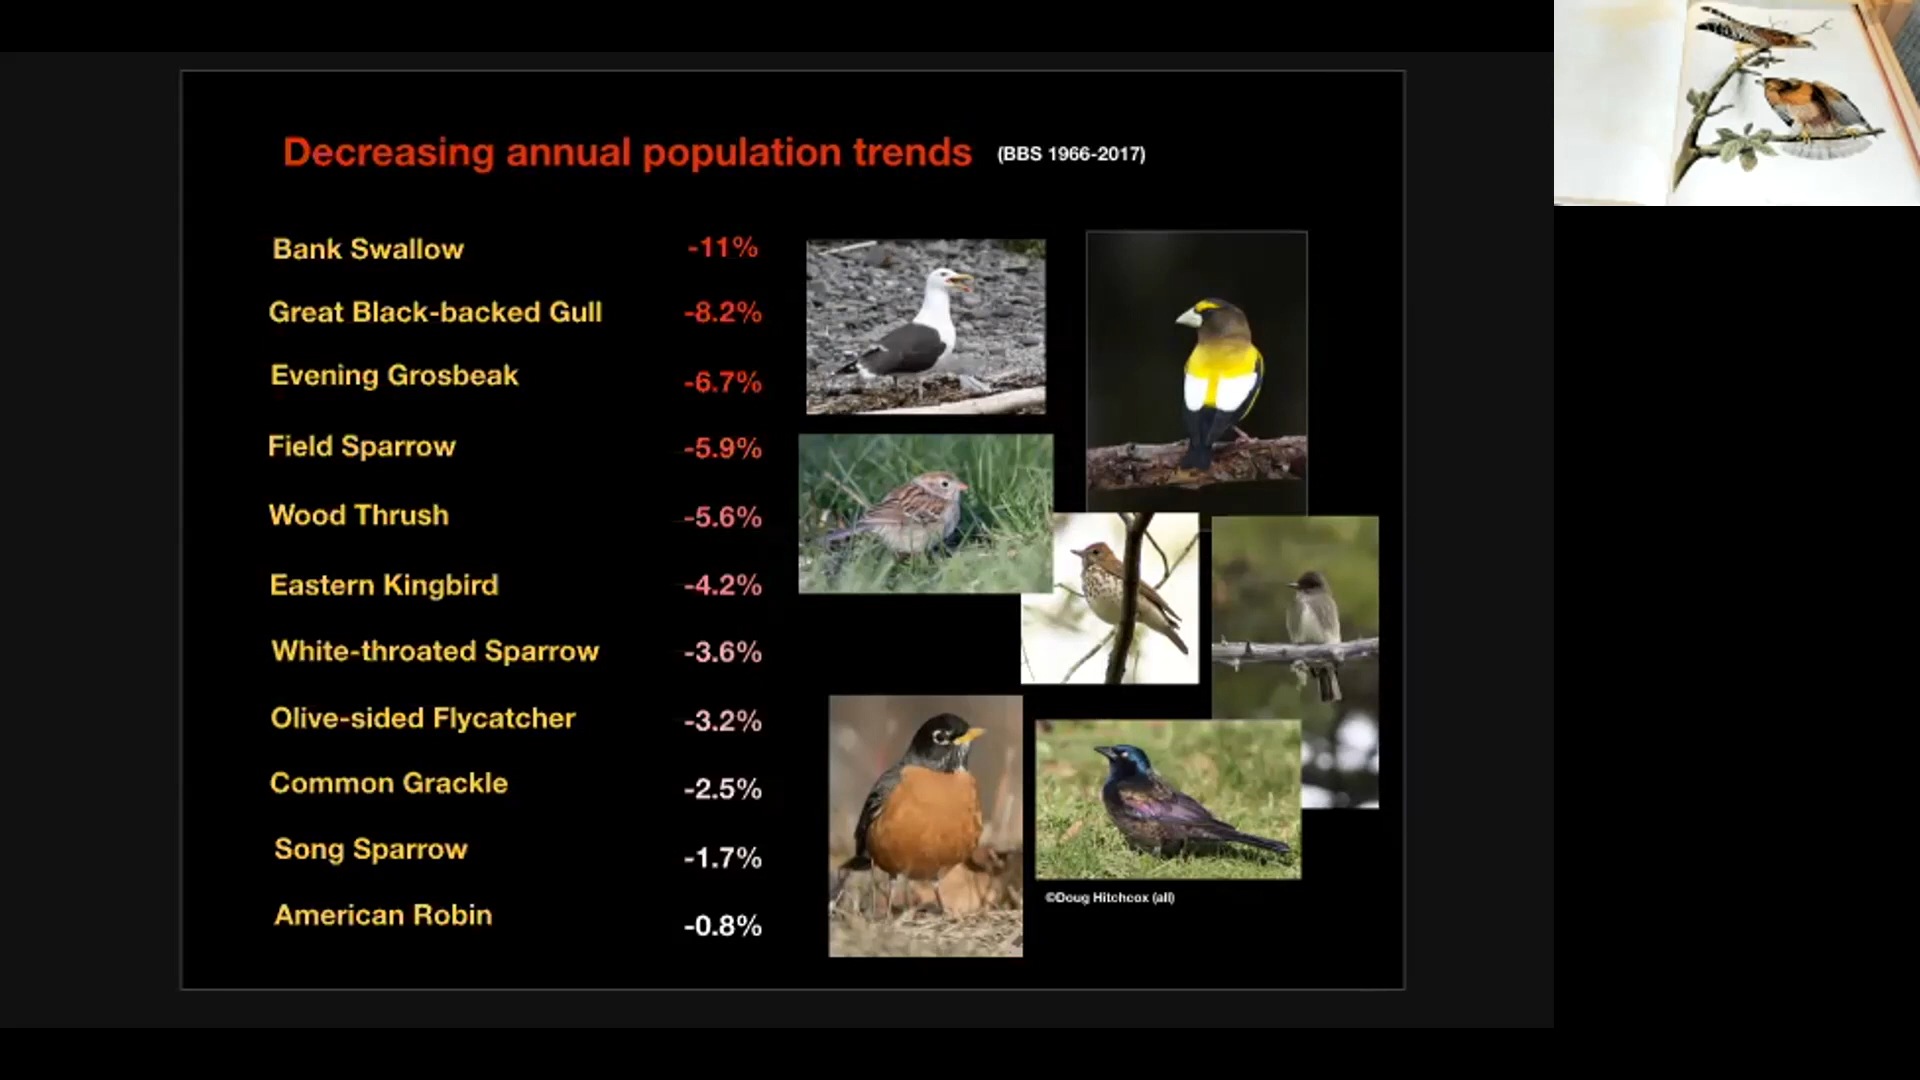 Decreasing annual population trends (BBS 1966-2017)
Bank Swallow -11%
Great Black-backed Gull -8.2%
Evening Grosbeak -6.7%
Field Sparrow -5.9%
Wood Thrush -5.6%
Eastern Kingbird -4.2%
White-throated Sparrow -3.6%
Olive-sided Flycatcher -3.2%
Common Grackle -2.5%
Song Sparrow -1.7%
American Robin -0.8%
©Doug Hitchcox (all)